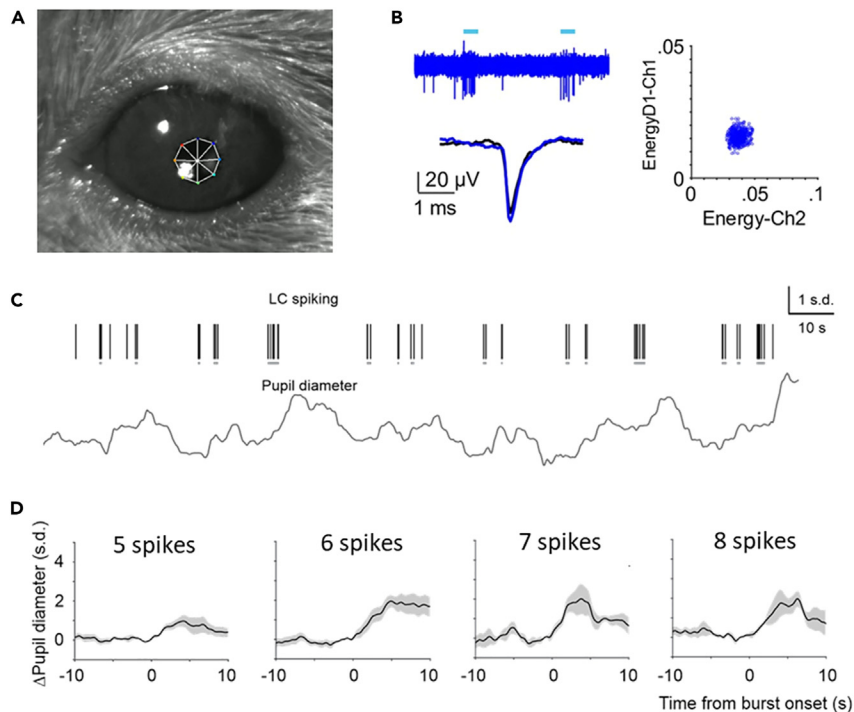 A
B
.05
EnergyD1-Ch1
0
0
.05
.1
Energy-Ch2
20 µV
1 ms
C
LC spiking
1 s.d.
10 s
Pupil diameter
D
ΔPupil diameter (s.d.)
4
2
0
5 spikes
6 spikes
7 spikes
8 spikes
-10 0 10
-10 0 10
-10 0 10
-10 0 10
Time from burst onset (s)